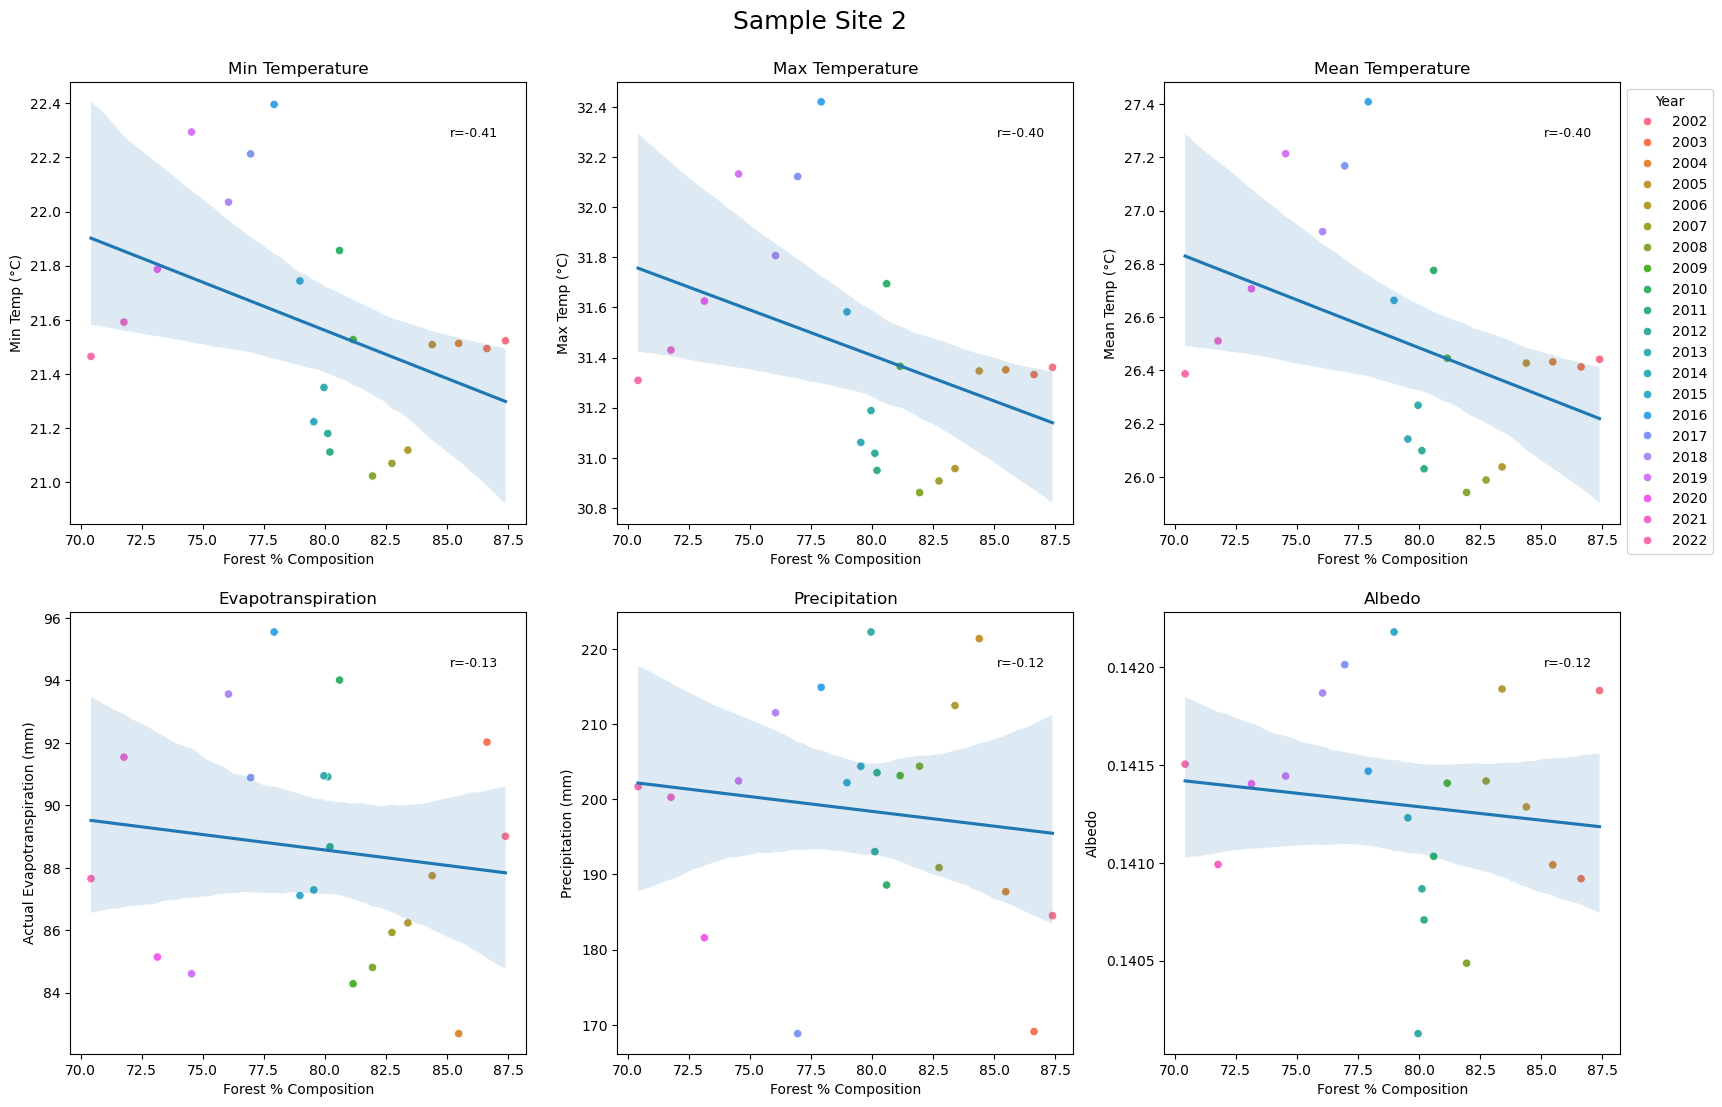 Sample Site 2
Min Temperature
Min Temp (°C)
22.4
22.2
22.0
21.8
21.6
21.4
21.2
21.0
r=-0.41
70.0 72.5 75.0 77.5 80.0 82.5 85.0 87.5
Forest % Composition
Max Temperature
Max Temp (°C)
32.4
32.2
32.0
31.8
31.6
31.4
31.2
31.0
30.8
r=-0.40
70.0 72.5 75.0 77.5 80.0 82.5 85.0 87.5
Forest % Composition
Mean Temperature
Mean Temp (°C)
27.4
27.2
27.0
26.8
26.6
26.4
26.2
26.0
r=-0.40
70.0 72.5 75.0 77.5 80.0 82.5 85.0 87.5
Forest % Composition
Year
2002
2003
2004
2005
2006
2007
2008
2009
2010
2011
2012
2013
2014
2015
2016
2017
2018
2019
2020
2021
2022
Evapotranspiration
Actual Evapotranspiration (mm)
96
94
92
90
88
86
84
r=-0.13
70.0 72.5 75.0 77.5 80.0 82.5 85.0 87.5
Forest % Composition
Precipitation
Precipitation (mm)
220
210
200
190
180
170
r=-0.12
70.0 72.5 75.0 77.5 80.0 82.5 85.0 87.5
Forest % Composition
Albedo
Albedo
0.1420
0.1415
0.1410
0.1405
r=-0.12
70.0 72.5 75.0 77.5 80.0 82.5 85.0 87.5
Forest % Composition